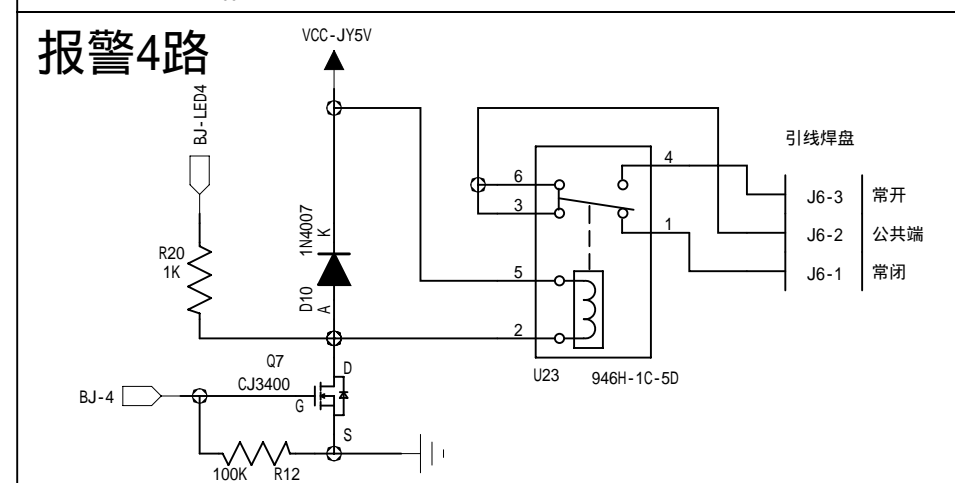 报警4路
VCC-JY5V
BJ-LED4
引线焊盘
4
6
J6-3 常开
3
1N4007
K
1
J6-2 公共端
R20
1K
5
J6-1 常闭
D10
A
2
Q7
D
U23 946H-1C-5D
CJ3400
BJ-4
G
S
100K R12